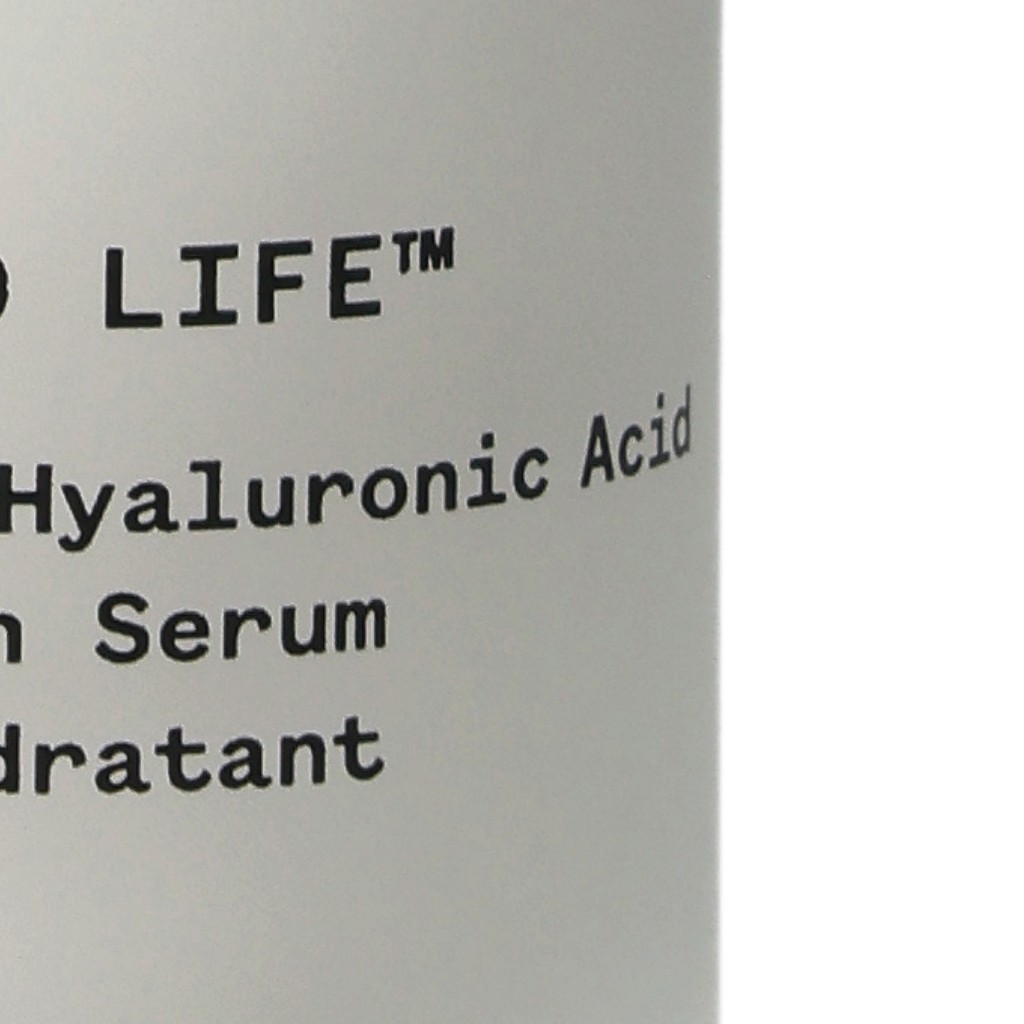 LIFE™
Hyaluronic Acid
Serum
dratant